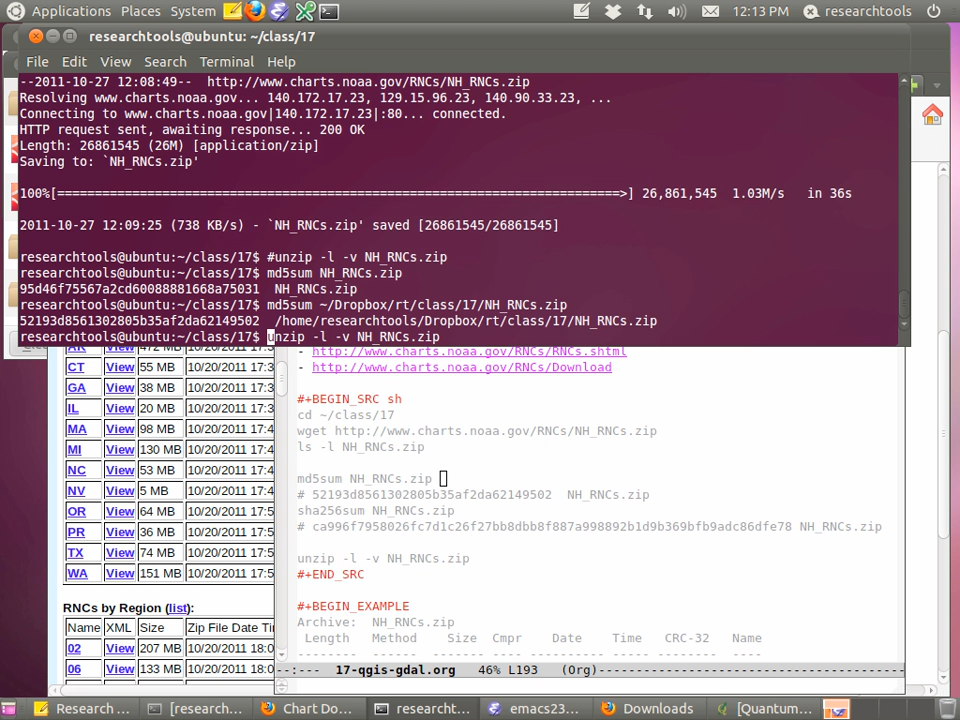 Applications Places System 12:13 PM researchtools
researchtools@ubuntu: ~/class/17
File Edit View Search Terminal Help
--2011-10-27 12:08:49-- http://www.charts.noaa.gov/RNCs/NH_RNCs.zip
Resolving www.charts.noaa.gov... 140.172.17.23, 129.15.96.23, 140.90.33.23, ...
Connecting to www.charts.noaa.gov|140.172.17.23|:80... connected.
HTTP request sent, awaiting response... 200 OK
Length: 26861545 (26M) [application/zip]
Saving to: `NH_RNCs.zip'
100%[===========================================================================>] 26,861,545 1.03M/s in 36s
2011-10-27 12:09:25 (738 KB/s) - `NH_RNCs.zip' saved [26861545/26861545]
researchtools@ubuntu:~/class/17$ #unzip -l -v NH_RNCs.zip
researchtools@ubuntu:~/class/17$ md5sum NH_RNCs.zip
95d46f75567a2cd60088881668a75031 NH_RNCs.zip
researchtools@ubuntu:~/class/17$ md5sum ~/Dropbox/rt/class/17/NH_RNCs.zip
52193d8561302805b35af2da62149502 /home/researchtools/Dropbox/rt/class/17/NH_RNCs.zip
researchtools@ubuntu:~/class/17$ unzip -l -v NH_RNCs.zip
CT View 55 MB 10/20/2011 17:3
GA View 38 MB 10/20/2011 17:3
IL View 20 MB 10/20/2011 17:3
MA View 98 MB 10/20/2011 17:4
MI View 130 MB 10/20/2011 17:4
NC View 53 MB 10/20/2011 17:4
NV View 5 MB 10/20/2011 17:4
OR View 64 MB 10/20/2011 17:5
PR View 36 MB 10/20/2011 17:5
TX View 74 MB 10/20/2011 17:5
WA View 151 MB 10/20/2011 17:5
RNCs by Region (list):
Name XML Size Zip File Date Tir
02 View 207 MB 10/20/2011 18:0
06 View 133 MB 10/20/2011 18:0
- http://www.charts.noaa.gov/RNCs/RNCs.shtml
- http://www.charts.noaa.gov/RNCs/Download
#+BEGIN_SRC sh
cd ~/class/17
wget http://www.charts.noaa.gov/RNCs/NH_RNCs.zip
ls -l NH_RNCs.zip
md5sum NH_RNCs.zip
# 52193d8561302805b35af2da62149502 NH_RNCs.zip
sha256sum NH_RNCs.zip
# ca996f7958026fc7d1c26f27bb8dbb8f887a998892b1d9b369bfb9adc86dfe78 NH_RNCs.zip
unzip -l -v NH_RNCs.zip
#+END_SRC
#+BEGIN_EXAMPLE
Archive: NH_RNCs.zip
Length Method Size Cmpr Date Time CRC-32 Name
-------- ------ ------- ---- ---------- ----- -------- ----
--:--- 17-qgis-gdal.org 46% L193 (Org)
Research ... [research... Chart Do... researcht... emacs23... Downloads [Quantum...